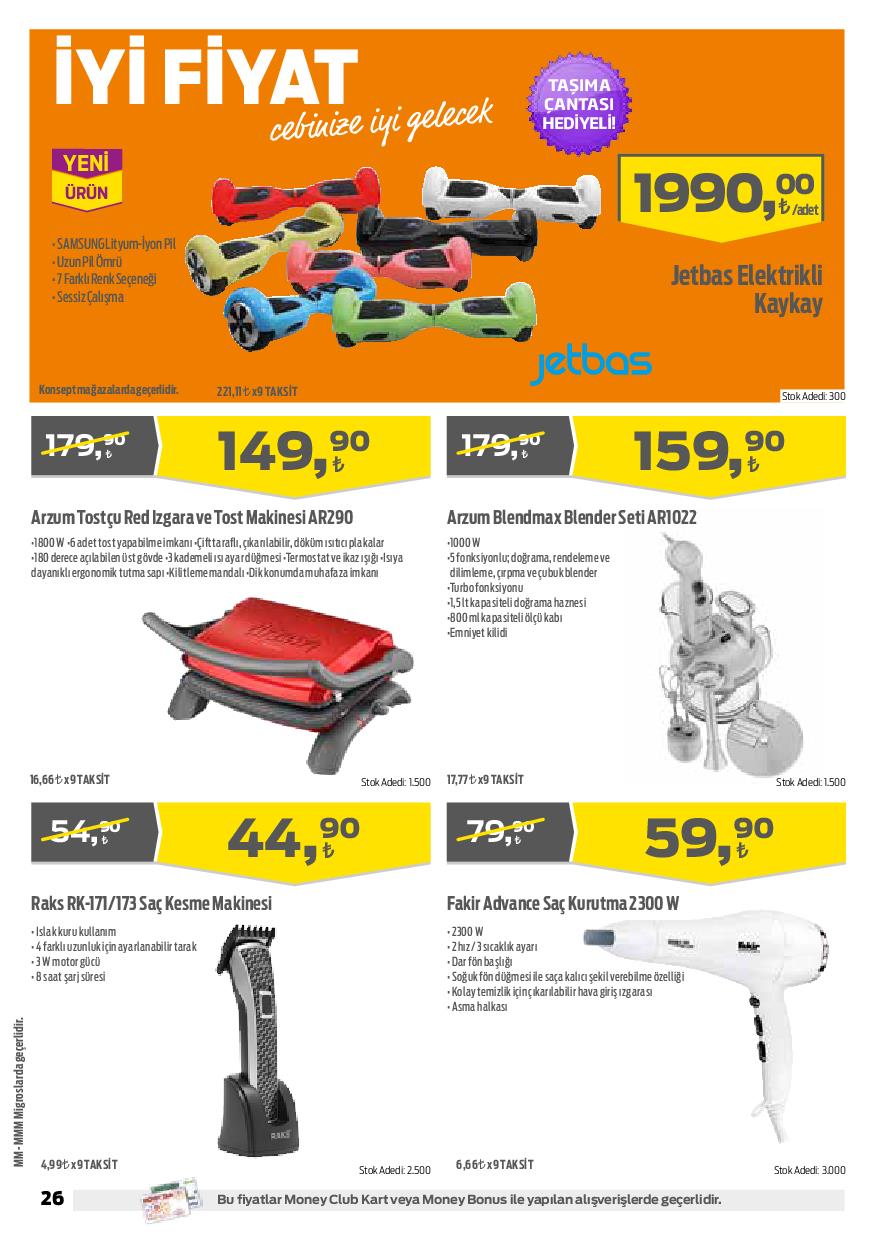 İYİ FİYAT
cebinize iyi gelecek
TAŞIMA
ÇANTASI
HEDİYELİ!
YENİ
ÜRÜN
1990,00 ₺/adet
• SAMSUNG Lityum-İyon Pil
• Uzun Pil Ömrü
• 7 Farklı Renk Seçeneği
• Sessiz Çalışma
Jetbas Elektrikli
Kaykay
jetbas
Konsept mağazalarda geçerlidir.
221,11 ₺ x 9 TAKSİT
Stok Adedi: 300
179,90 ₺
149,90 ₺
Arzum Tostçu Red Izgara ve Tost Makinesi AR290
•1800 W •6 adet tost yapabilme imkanı •Çift taraflı, çıkarılabilir, döküm ısıtıcı plakalar
•180 derece açılabilen üst gövde •3 kademeli ısı ayar düğmesi •Termostat ve ikaz ışığı •Isıya
dayanıklı ergonomik tutma sapı •Kilitleme mandalı •Dik konumda muhafaza imkanı
16,66 ₺ x 9 TAKSİT
Stok Adedi: 1.500
179,90 ₺
159,90 ₺
Arzum Blendmax Blender Seti AR1022
•1000 W
•5 fonksiyonlu; doğrama, rendeleme ve
dilimleme, çırpma ve çubuk blender
•Turbo fonksiyonu
•1,5 lt kapasiteli doğrama haznesi
•800 ml kapasiteli ölçü kabı
•Emniyet kilidi
17,77 ₺ x 9 TAKSİT
Stok Adedi: 1.500
54,90 ₺
44,90 ₺
Raks RK-171/173 Saç Kesme Makinesi
• Islak kuru kullanım
• 4 farklı uzunluk için ayarlanabilir tarak
• 3 W motor gücü
• 8 saat şarj süresi
RAKS
4,99 ₺ x 9 TAKSİT
Stok Adedi: 2.500
79,90 ₺
59,90 ₺
Fakir Advance Saç Kurutma 2300 W
• 2300 W
• 2 hız/ 3 sıcaklık ayarı
• Dar fön başlığı
• Soğuk fön düğmesi ile saça kalıcı şekil verebilme özelliği
• Kolay temizlik için çıkarılabilir hava giriş ızgarası
• Asma halkası
fakir
6,66 ₺ x 9 TAKSİT
Stok Adedi: 3.000
MM - MMM Migroslarda geçerlidir.
26
Bu fiyatlar Money Club Kart veya Money Bonus ile yapılan alışverişlerde geçerlidir.